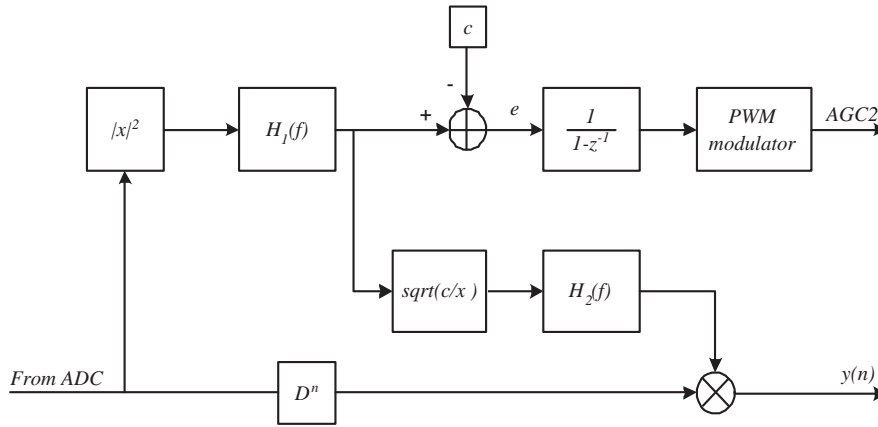 c
-
|x|²
H₁(f)
+
e
1
1-z⁻¹
PWM
modulator
AGC2
sqrt(c/x )
H₂(f)
From ADC
Dⁿ
y(n)